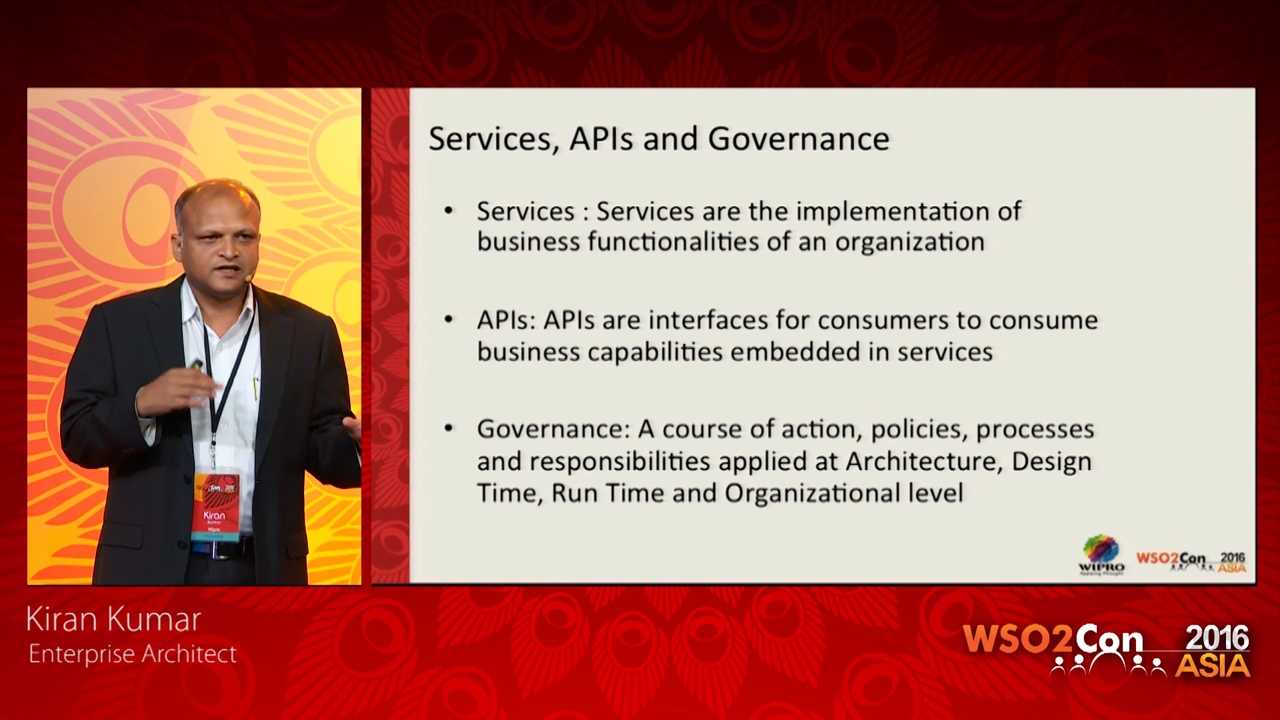 Services, APIs and Governance
• Services : Services are the implementation of
business functionalities of an organization
• APIs: APIs are interfaces for consumers to consume
business capabilities embedded in services
• Governance: A course of action, policies, processes
and responsibilities applied at Architecture, Design
Time, Run Time and Organizational level
WIPRO
Applying Thought
WSO2Con 2016
ASIA
Kiran
Kiran Kumar
Enterprise Architect
WSO2Con 2016
ASIA